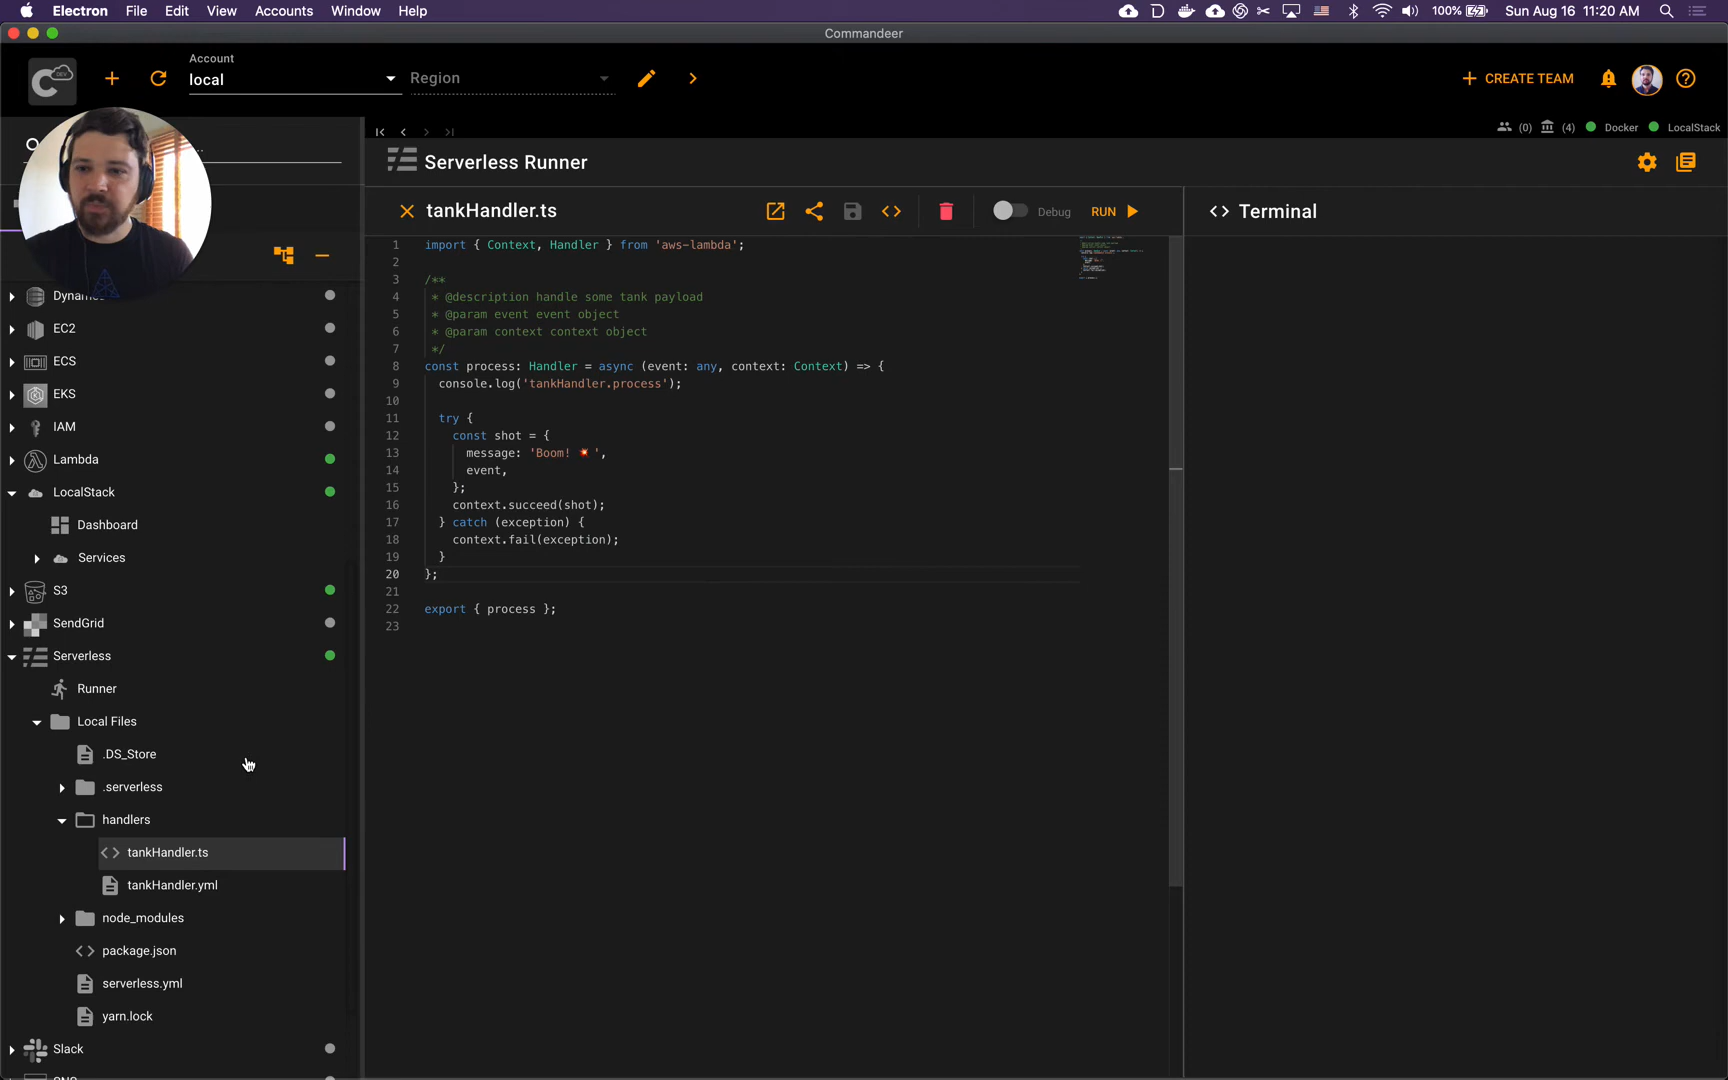 Electron File Edit View Accounts Window Help
100% Sun Aug 16 11:20 AM
Commandeer
DEV
Account
local
Region
CREATE TEAM
(0) (4) Docker LocalStack
Serverless Runner
tankHandler.ts
Debug RUN
Terminal
EC2
ECS
EKS
IAM
Lambda
LocalStack
Dashboard
Services
S3
SendGrid
Serverless
Runner
Local Files
.DS_Store
.serverless
handlers
tankHandler.ts
tankHandler.yml
node_modules
package.json
serverless.yml
yarn.lock
Slack
1 import { Context, Handler } from 'aws-lambda';
2
3 /**
4 * @description handle some tank payload
5 * @param event event object
6 * @param context context object
7 */
8 const process: Handler = async (event: any, context: Context) => {
9 console.log('tankHandler.process');
10
11 try {
12 const shot = {
13 message: 'Boom! 💥 ',
14 event,
15 };
16 context.succeed(shot);
17 } catch (exception) {
18 context.fail(exception);
19 }
20 };
21
22 export { process };
23